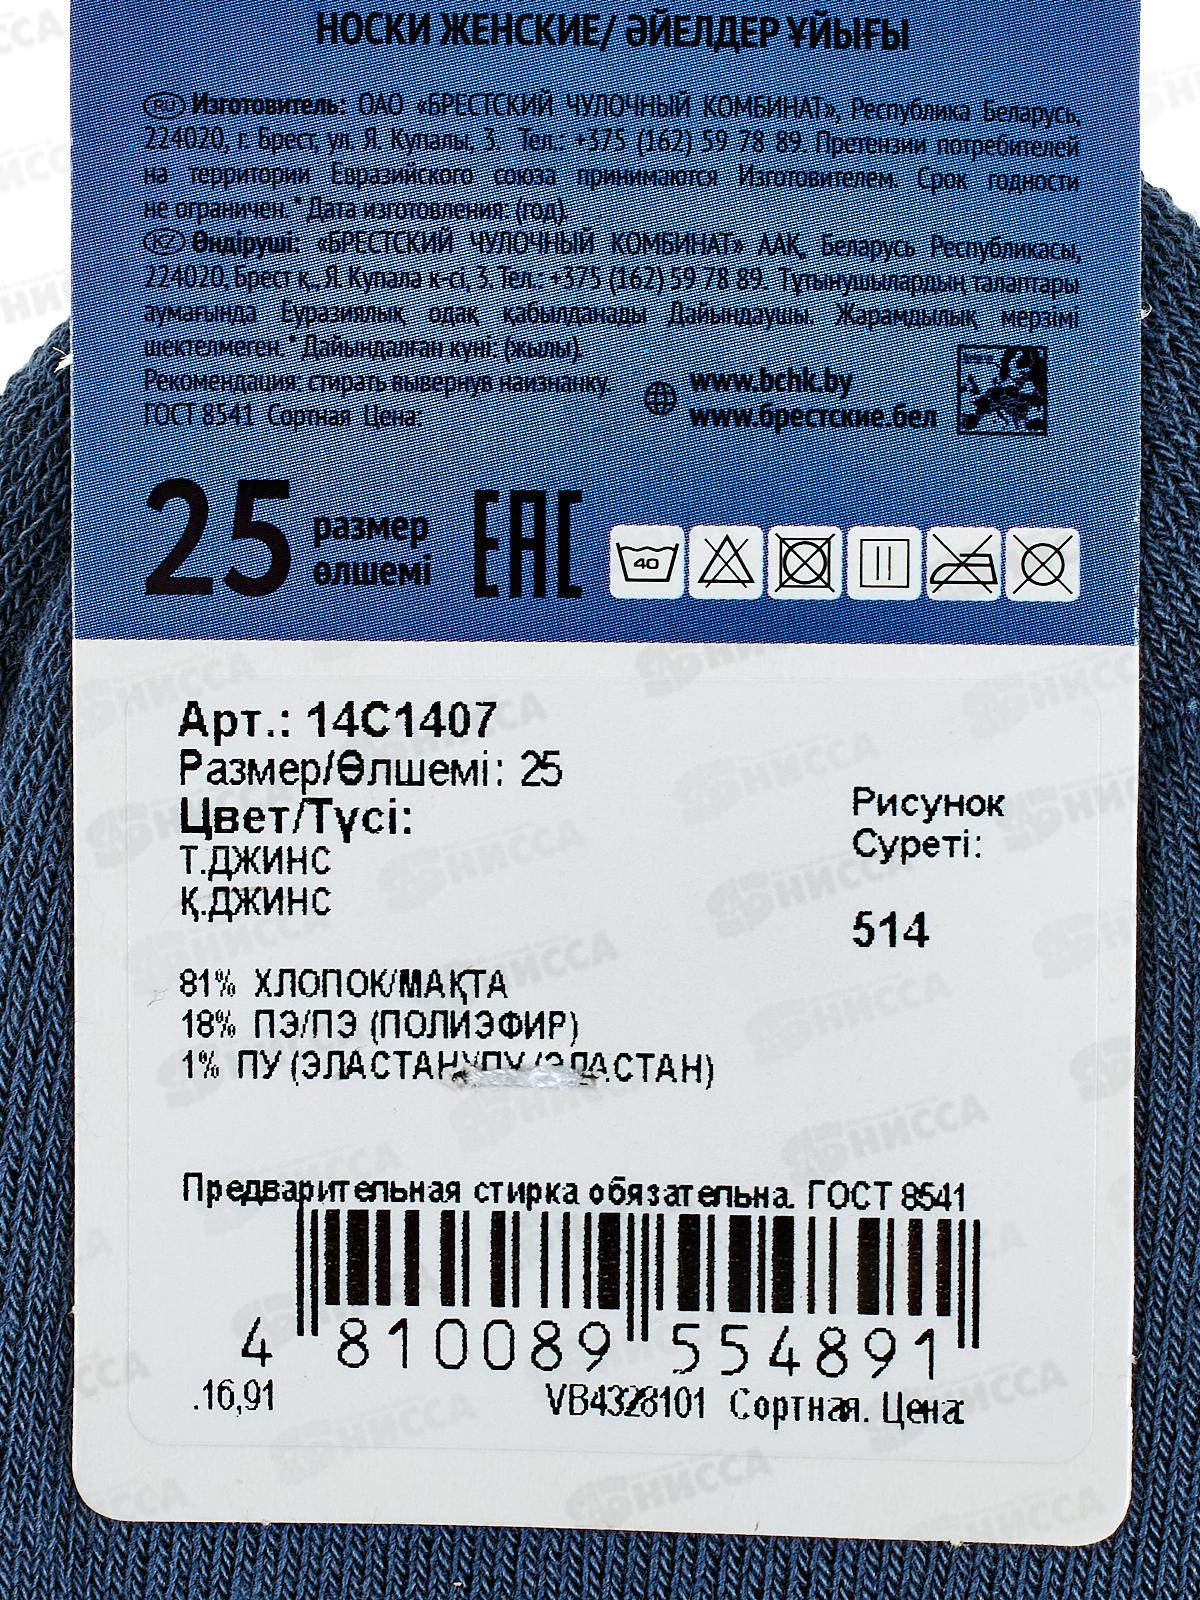 НОСКИ ЖЕНСКИЕ/ ӘЙЕЛДЕР ҰЙЫҒЫ
RU Изготовитель: ОАО «БРЕСТСКИЙ ЧУЛОЧНЫЙ КОМБИНАТ», Республика Беларусь,
224020, г. Брест, ул. Я. Купалы, 3. Тел.: +375 (162) 59 78 89. Претензии потребителей
на территории Евразийского союза принимаются Изготовителем. Срок годности
не ограничен.* Дата изготовления: (год).
KZ Өндіруші: «БРЕСТСКИЙ ЧУЛОЧНЫЙ КОМБИНАТ» ААҚ, Беларусь Республикасы,
224020, Брест қ., Я. Купала к-сі, 3. Тел.: +375 (162) 59 78 89. Тұтынушылардың талаптары
аумағында Еуразиялық одақ қабылданады Дайындаушы. Жарамдылық мерзімі
шектелмеген.* Дайындалған күні: (жылы).
Рекомендация: стирать вывернув наизнанку.
ГОСТ 8541 Сортная Цена:
www.bchk.by
www.брестские.бел
25 размер
өлшемі
ЕАС
40
Арт.: 14С1407
Размер/Өлшемі: 25
Цвет/Түсі:
Т.ДЖИНС
Қ.ДЖИНС
Рисунок
Суреті:
514
81% ХЛОПОК/МАҚТА
18% ПЭ/ПЭ (ПОЛИЭФИР)
1% ПУ (ЭЛАСТАН)/ПУ (ЭЛАСТАН)
Предварительная стирка обязательна. ГОСТ 8541
4 810089 554891
.16,91
VB4328101 Сортная. Цена:
НИССА